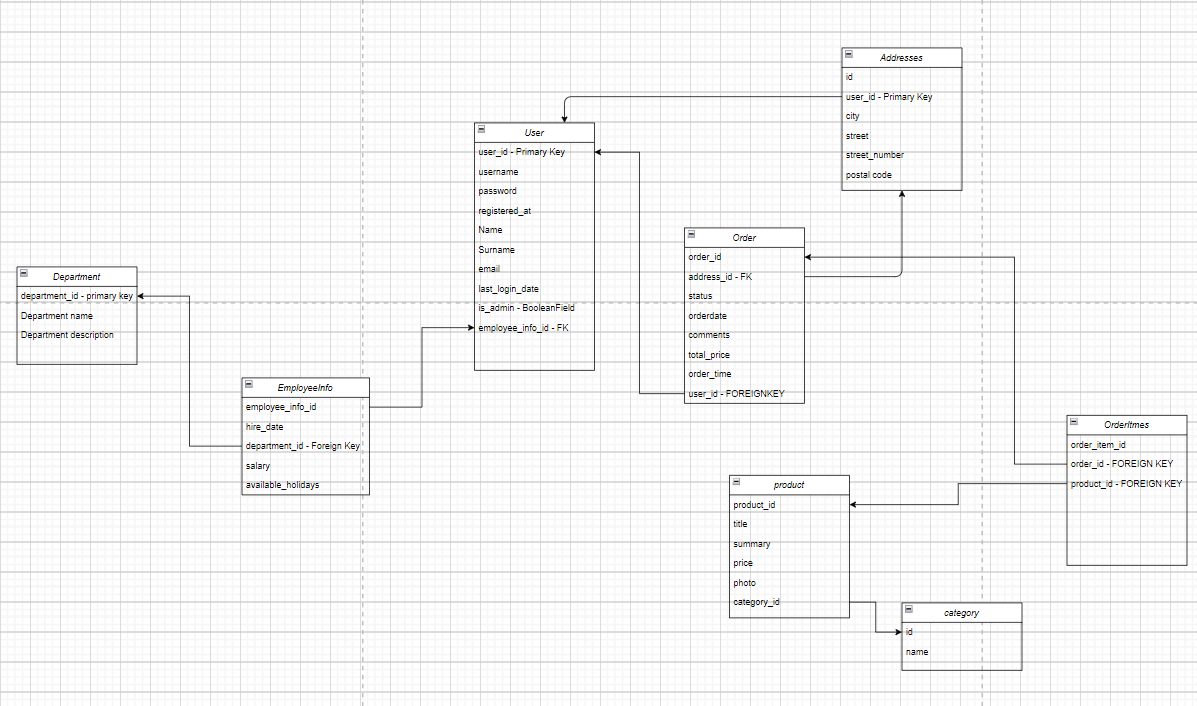 Addresses
id
user_id - Primary Key
city
street
street_number
postal code
User
user_id - Primary Key
username
password
registered_at
Name
Surname
email
last_login_date
is_admin - BooleanField
employee_info_id - FK
Order
order_id
address_id - FK
status
orderdate
comments
total_price
order_time
user_id - FOREIGNKEY
Department
department_id - primary key
Department name
Department description
EmployeeInfo
employee_info_id
hire_date
department_id - Foreign Key
salary
available_holidays
OrderItmes
order_item_id
order_id - FOREIGN KEY
product_id - FOREIGN KEY
product
product_id
title
summary
price
photo
category_id
category
id
name